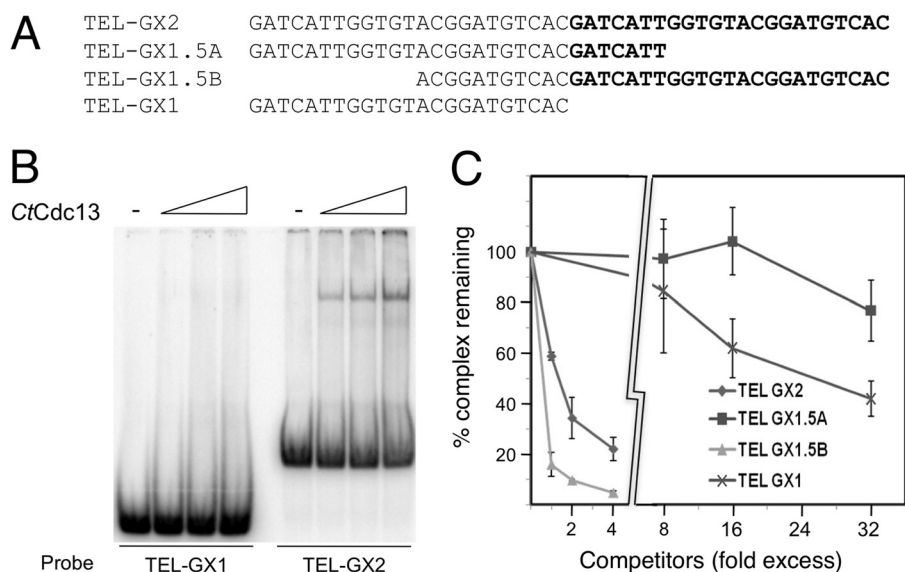 A
TEL-GX2 GATCATTGGTGTACGGATGTCACGATCATTGGTGTACGGATGTCAC
TEL-GX1.5A GATCATTGGTGTACGGATGTCACGATCATT
TEL-GX1.5B ACGGATGTCACGATCATTGGTGTACGGATGTCAC
TEL-GX1 GATCATTGGTGTACGGATGTCAC
B
CtCdc13 - -
Probe TEL-GX1 TEL-GX2
C
% complex remaining
100
80
60
40
20
TEL GX2
TEL GX1.5A
TEL GX1.5B
TEL GX1
2 4 8 16 24 32
Competitors (fold excess)